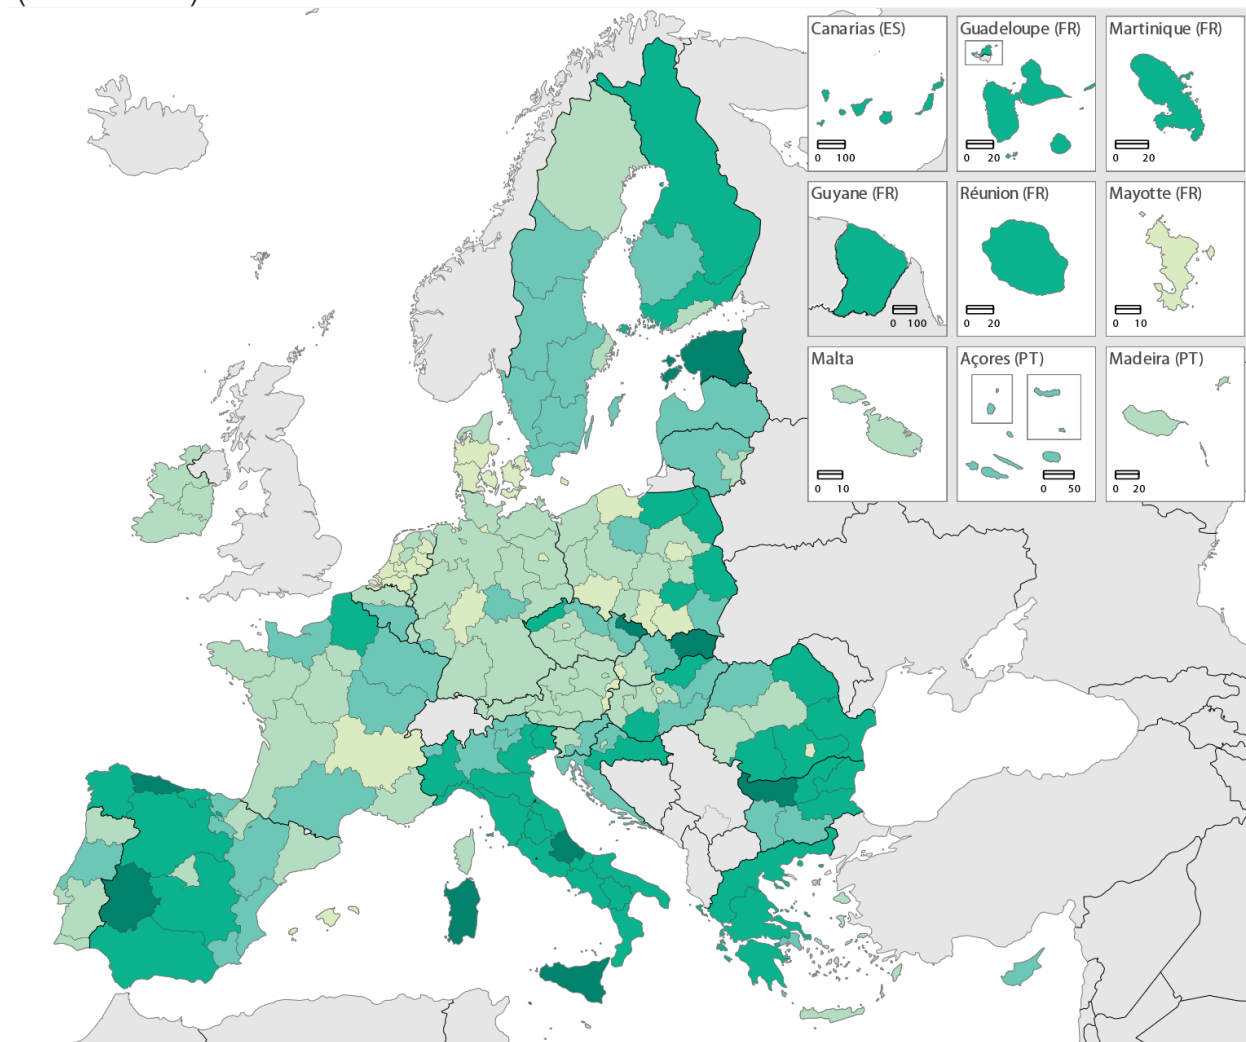 Canarias (ES)
0 100
Guadeloupe (FR)
0 20
Martinique (FR)
0 20
Guyane (FR)
0 100
Réunion (FR)
0 20
Mayotte (FR)
0 10
Malta
0 10
Açores (PT)
0 50
Madeira (PT)
0 20